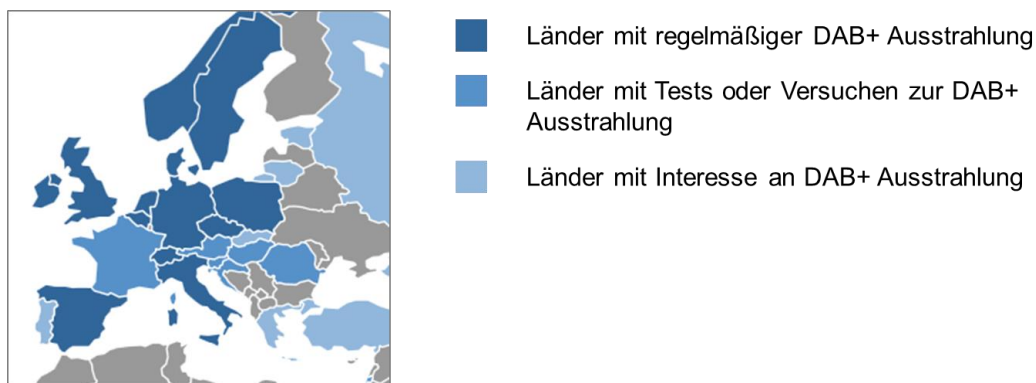 Länder mit regelmäßiger DAB+ Ausstrahlung
Länder mit Tests oder Versuchen zur DAB+
Ausstrahlung
Länder mit Interesse an DAB+ Ausstrahlung